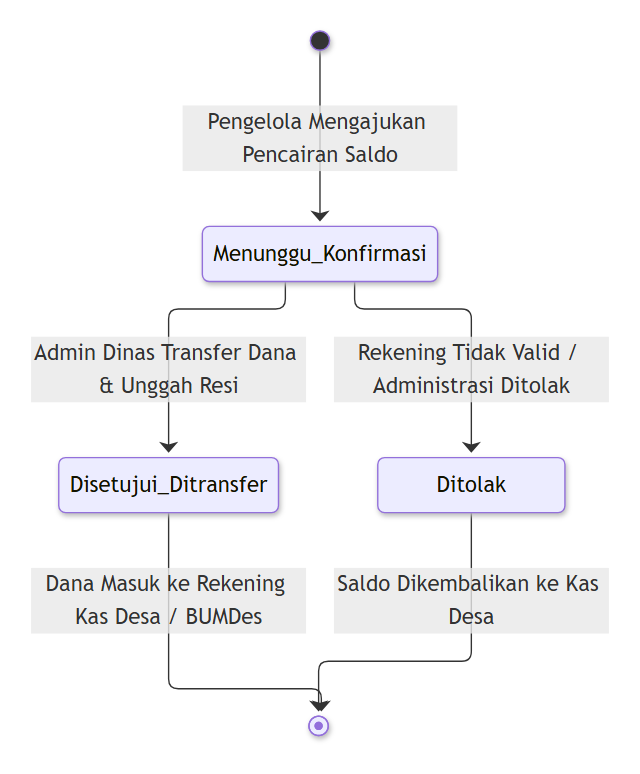 Pengelola Mengajukan
Pencairan Saldo
Menunggu_Konfirmasi
Admin Dinas Transfer Dana
& Unggah Resi
Rekening Tidak Valid /
Administrasi Ditolak
Disetujui_Ditransfer
Ditolak
Dana Masuk ke Rekening
Kas Desa / BUMDes
Saldo Dikembalikan ke Kas
Desa